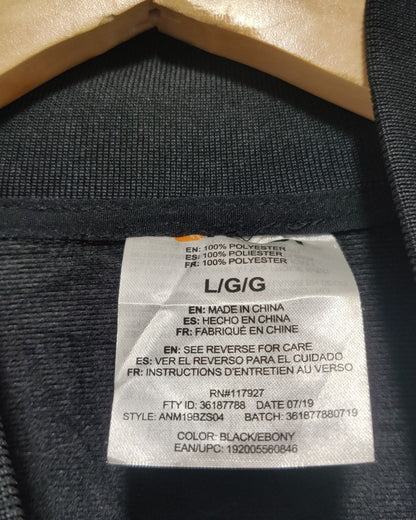 EN: 100% POLYESTER
ES: 100% POLIESTER
FR: 100% POLYESTER
L/G/G
EN: MADE IN CHINA
ES: HECHO EN CHINA
FR: FABRIQUÉ EN CHINE
EN: SEE REVERSE FOR CARE
ES: VER EL REVERSO PARA EL CUIDADO
FR: INSTRUCTIONS D'ENTRETIEN AU VERSO
RN#117927
FTY ID: 36187788 DATE 07/19
STYLE: ANM19BZS04 BATCH: 361877880719
COLOR: BLACK/EBONY
EAN/UPC: 192005560846